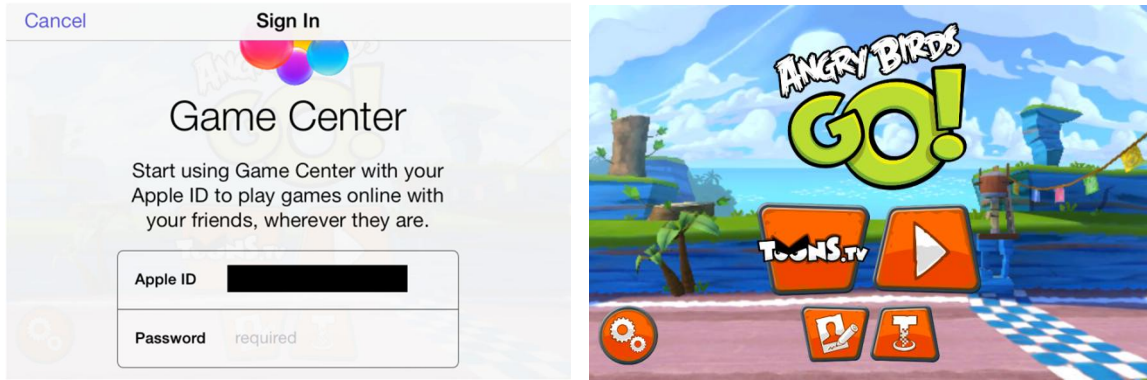 Cancel
Sign In
Game Center
Start using Game Center with your
Apple ID to play games online with
your friends, wherever they are.
Apple ID
Password
required
ANGRY BIRDS
GO!
TOONS.TV